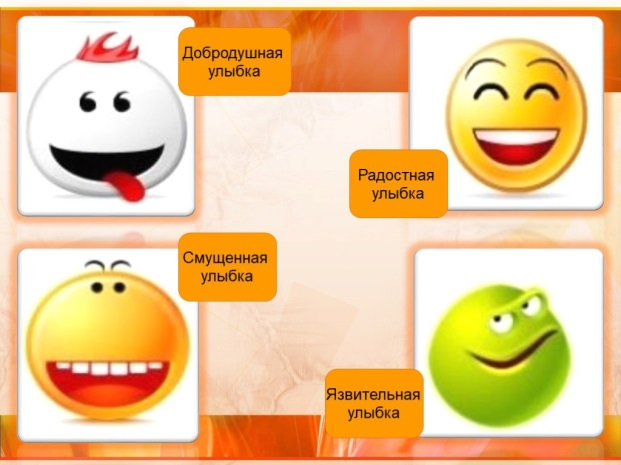 Добродушная
улыбка
Радостная
улыбка
Смущенная
улыбка
Язвительная
улыбка